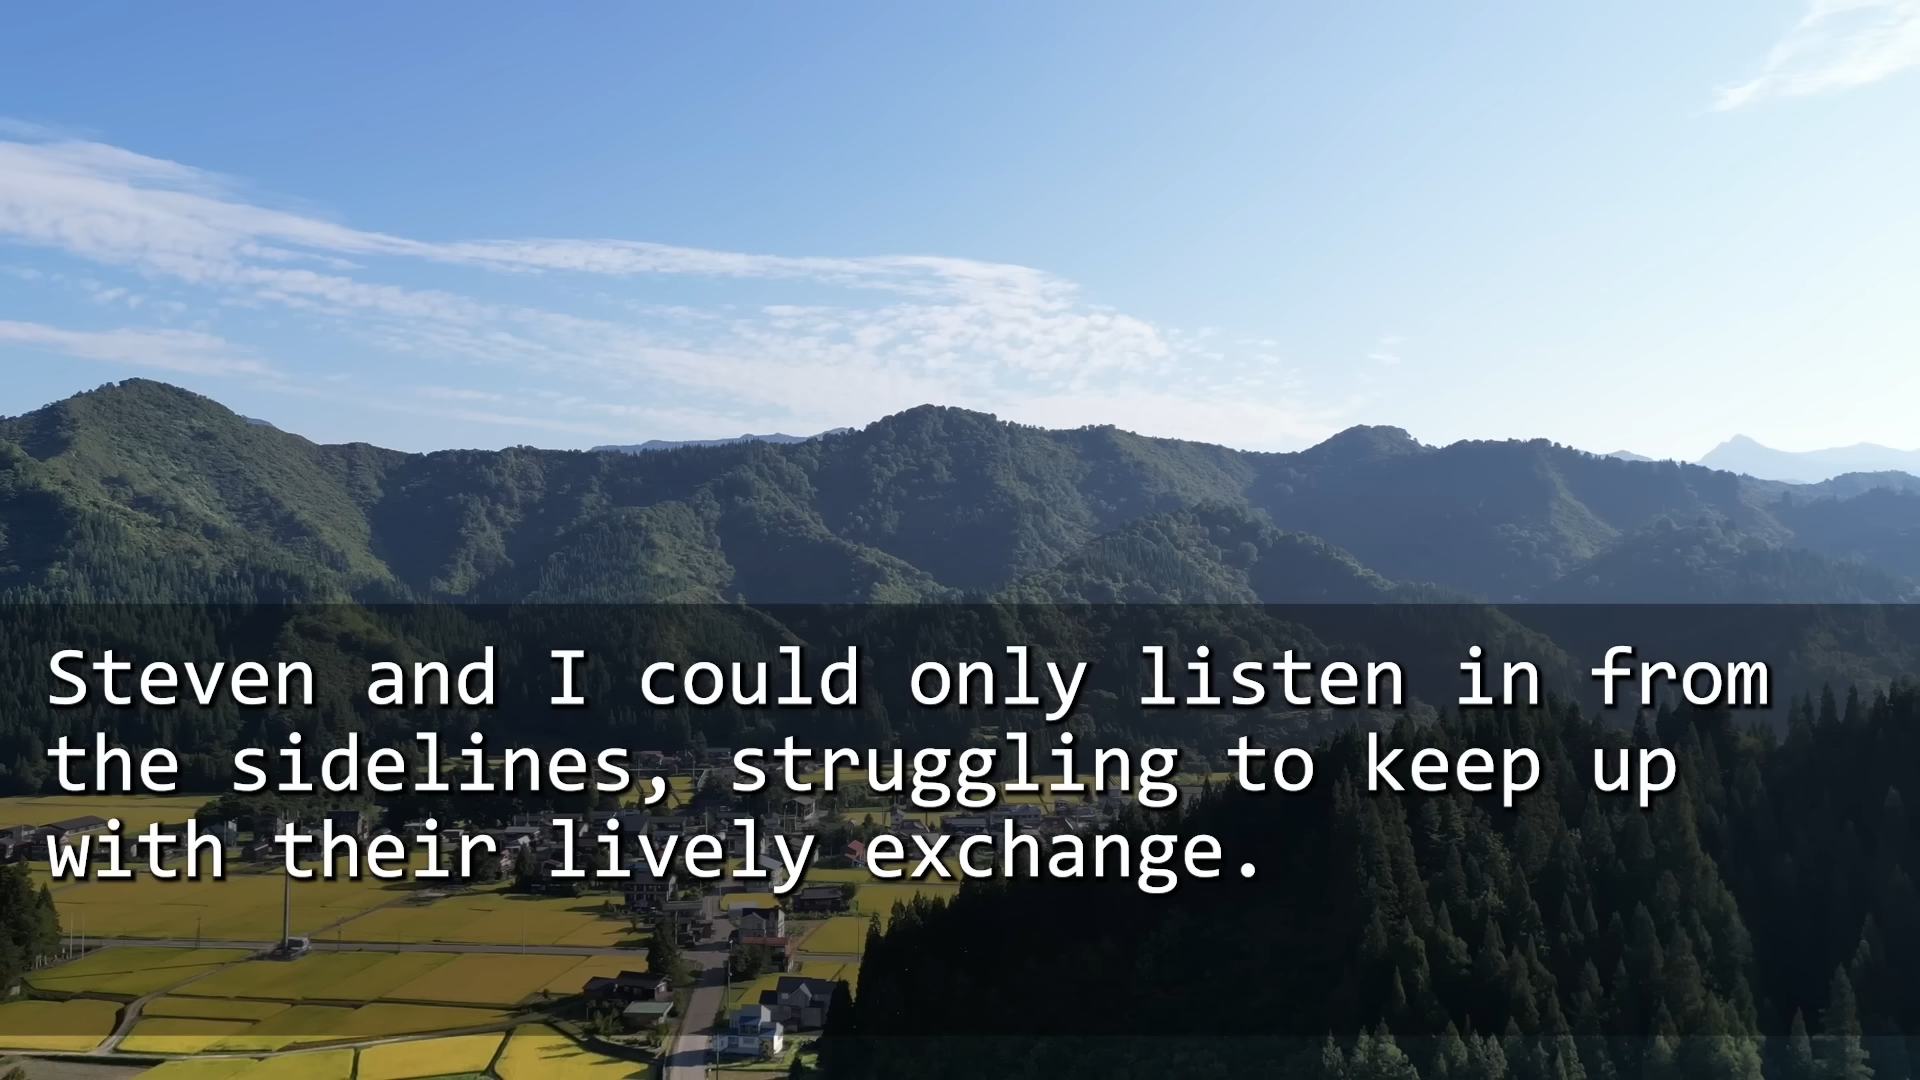 Steven and I could only listen in from
the sidelines, struggling to keep up
with their lively exchange.